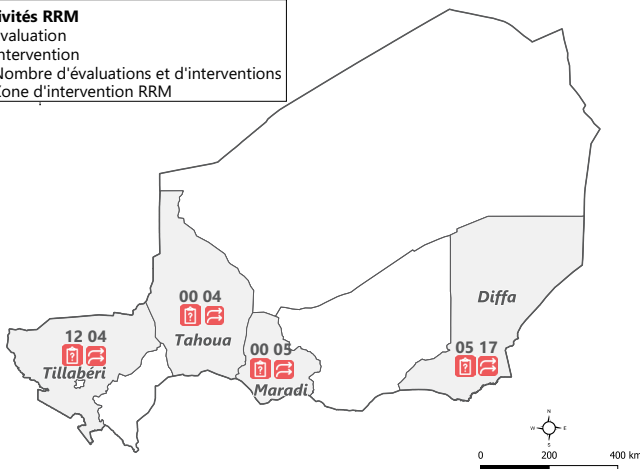 ivités RRM
valuation
ntervention
Nombre d'évaluations et d'interventions
Zone d'intervention RRM
Diffa
00 04
Tahoua
12 04
Tillabéri
00 05
Maradi
05 17
N
W E
S
0 200 400 km